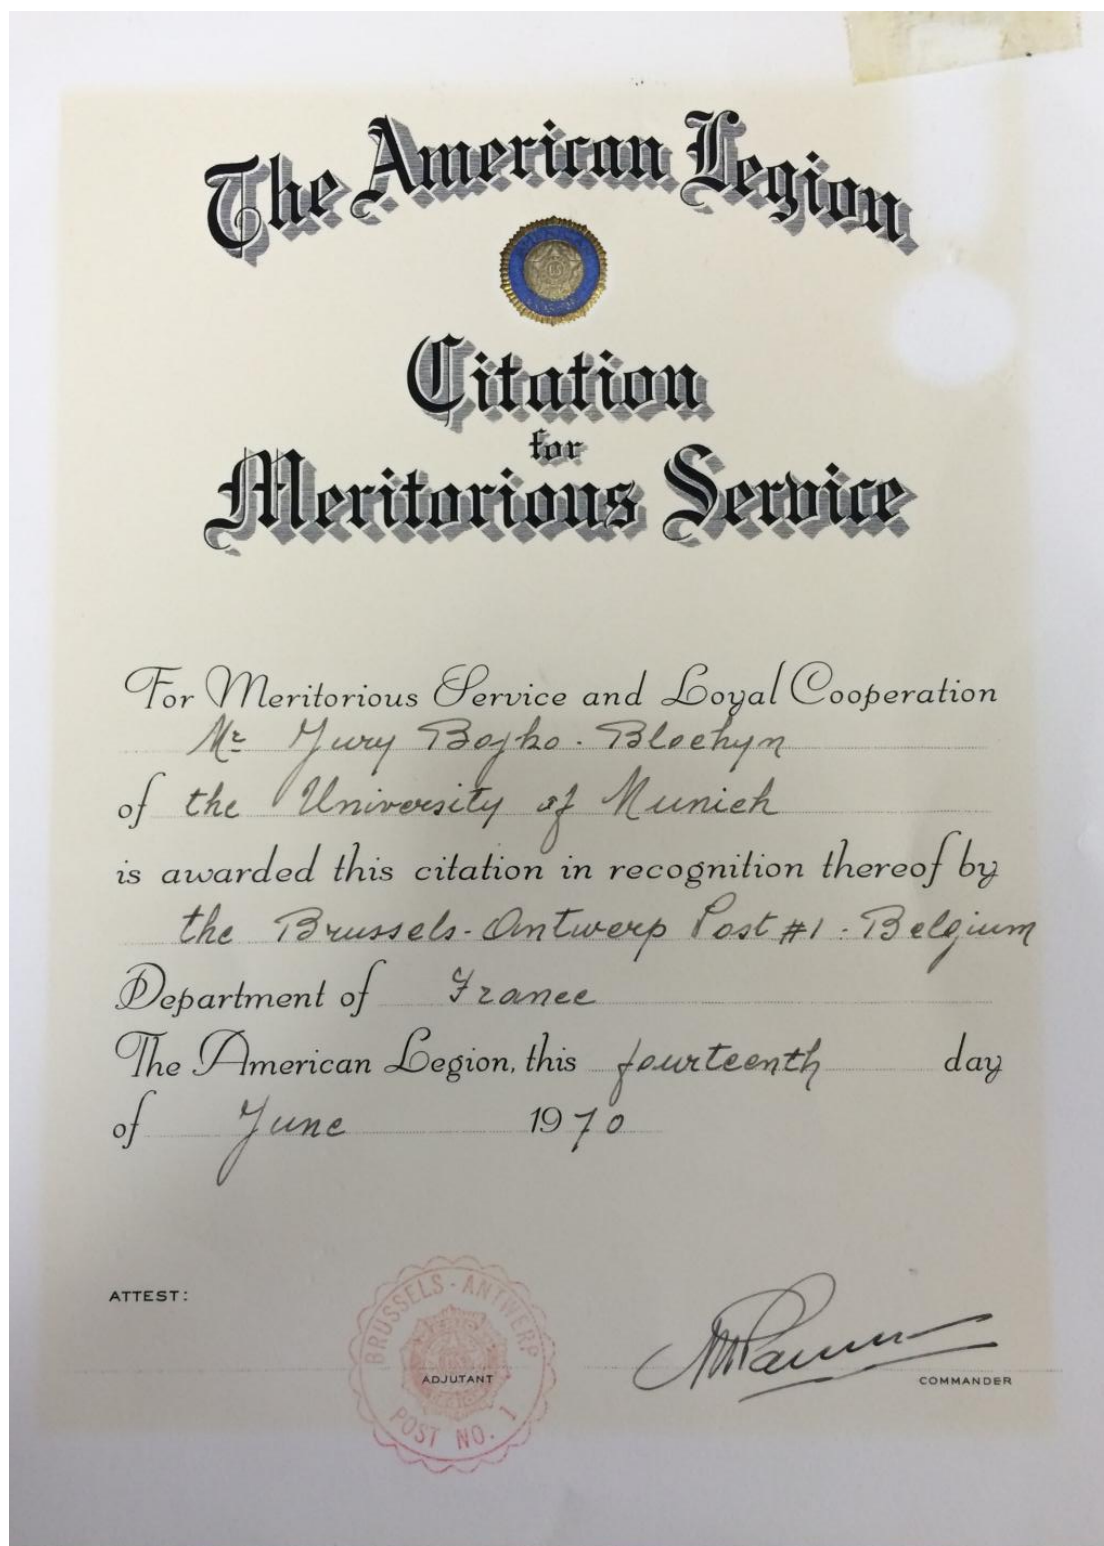 The American Legion
Citation
for
Meritorious Service
For Meritorious Service and Loyal Cooperation
Mr Yury Bojko-Blochyn
of the University of Munich
is awarded this citation in recognition thereof by
the Brussels-Antwerp Post #1 - Belgium
Department of France
The American Legion, this fourteenth day
of June 1970
ATTEST:
BRUSSELS - ANTWERP
POST NO. 1
ADJUTANT
COMMANDER